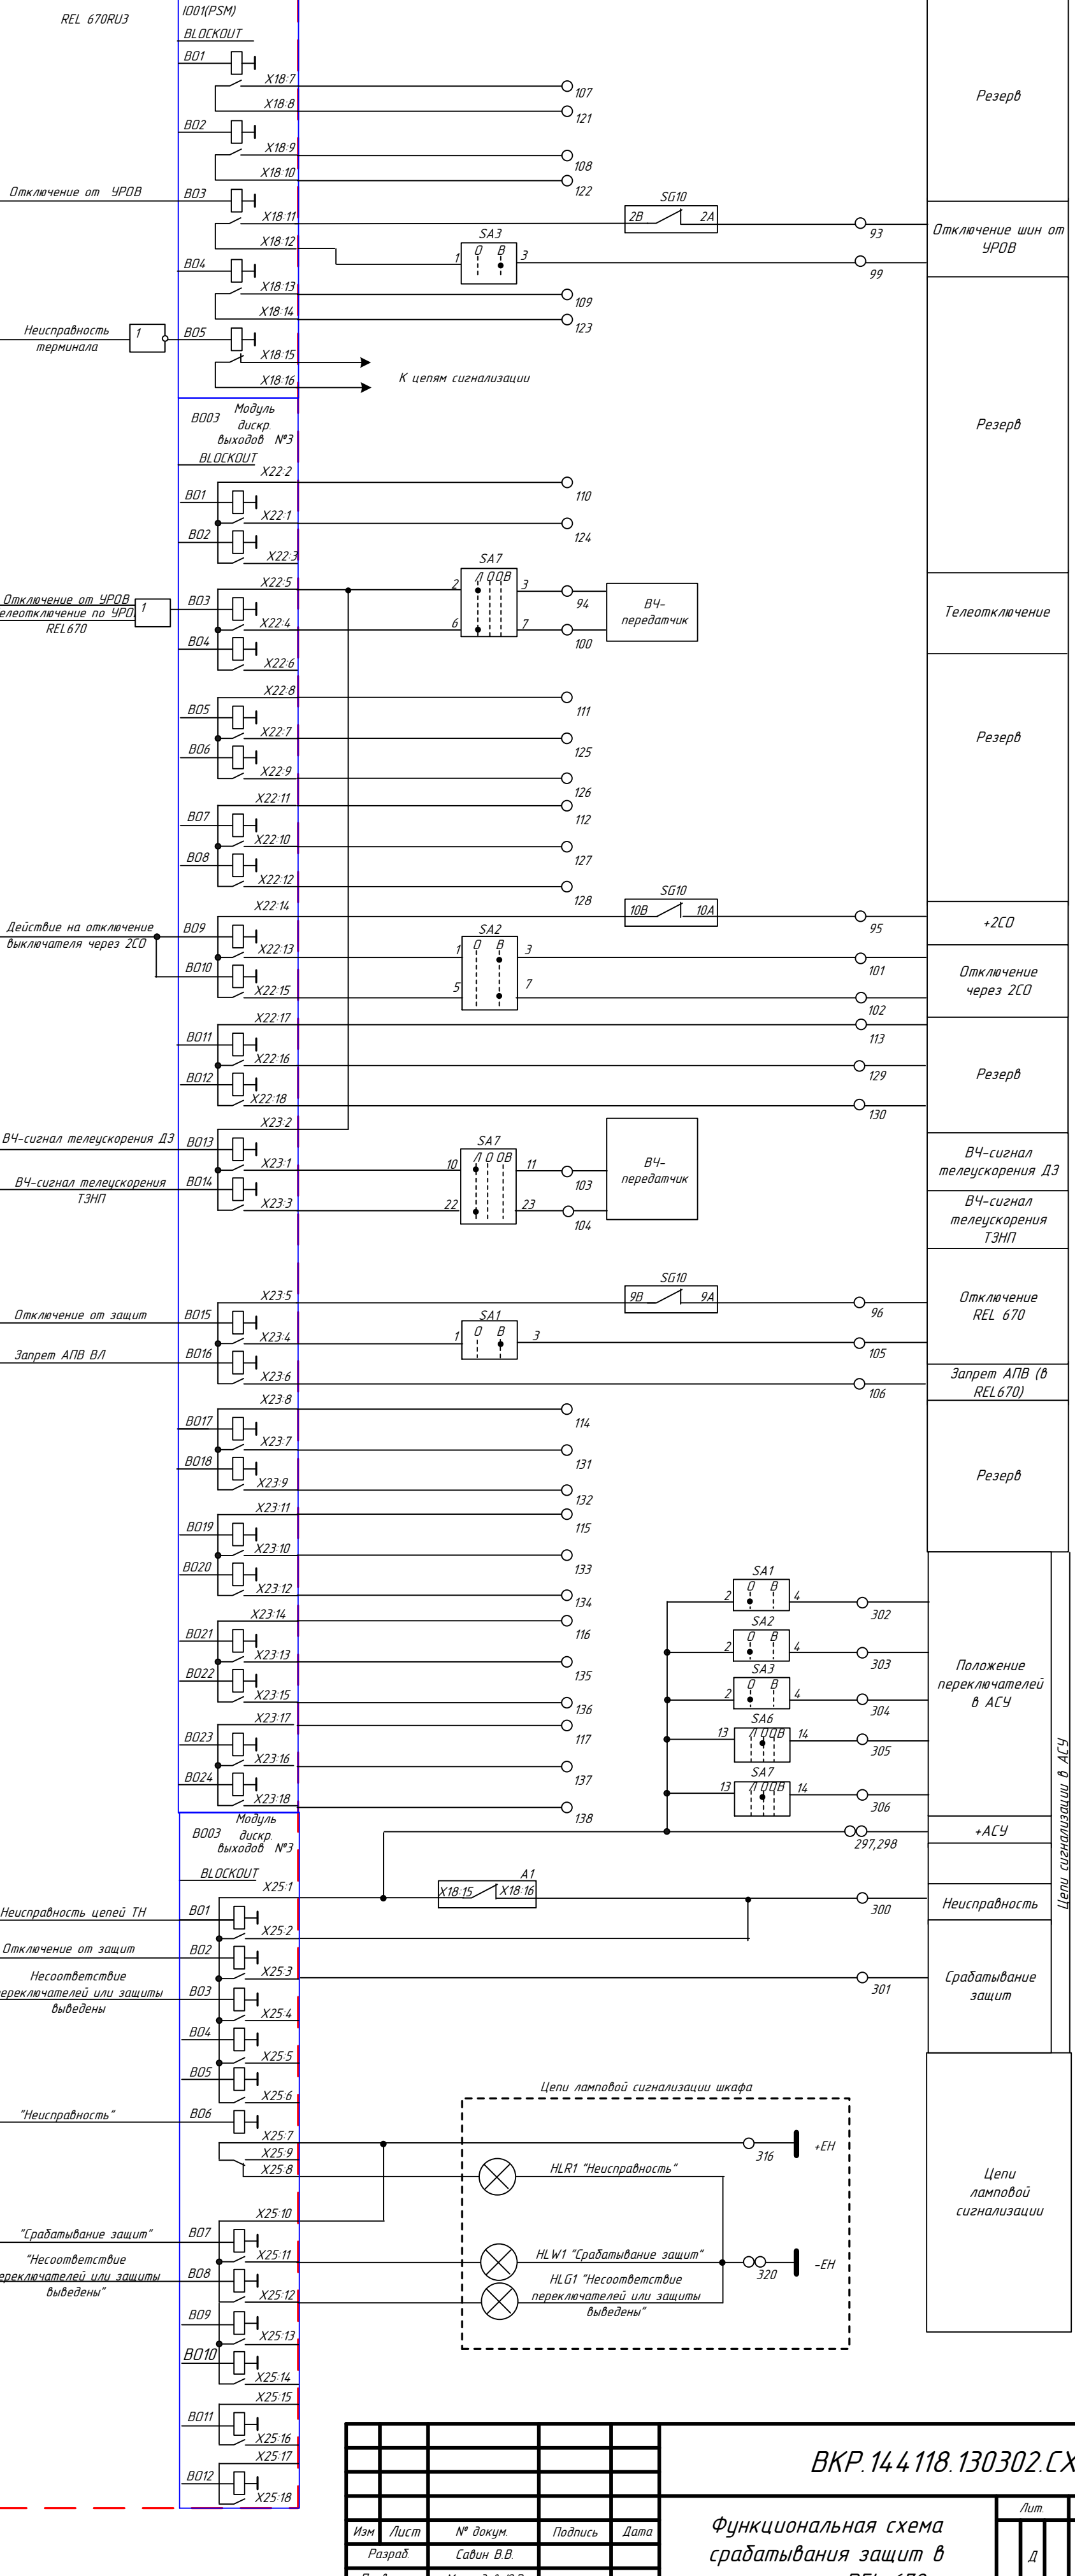 REL 670RU3
IO01(PSM)
BLOCKOUT
BO1
X18:7
107
X18:8
121
Резерв
BO2
X18:9
108
X18:10
122
Отключение от УРОВ
BO3
SG10
X18:11
2В
2А
93
Отключение шин от
УРОВ
X18:12
SA3
О В
1
3
99
BO4
X18:13
109
X18:14
123
Неисправность
терминала
1
BO5
X18:15
X18:16
К цепям сигнализации
Резерв
BO03
Модуль
дискр.
выходов №3
BLOCKOUT
X22:2
110
BO1
X22:1
124
BO2
X22:3
SA7
Л О ОВ
X22:5
2
3
94
ВЧ-
передатчик
Телеотключение
Отключение от УРОВ
REL670
1
BO3
X22:4
6
7
100
BO4
X22:6
X22:8
111
BO5
X22:7
125
Резерв
BO6
X22:9
126
X22:11
112
BO7
X22:10
127
BO8
X22:12
128
SG10
X22:14
10В
10А
95
+2СО
Действие на отключение
выключателя через 2СО
BO9
SA2
О В
X22:13
1
3
101
Отключение
через 2СО
BO10
X22:15
5
7
102
X22:17
113
BO11
X22:16
129
Резерв
BO12
X22:18
130
X23:2
ВЧ-сигнал телеускорения ДЗ
BO13
SA7
Л О ОВ
X23:1
10
11
103
ВЧ-
передатчик
ВЧ-сигнал
телеускорения ДЗ
ВЧ-сигнал телеускорения
ТЗНП
BO14
X23:3
22
23
104
ВЧ-сигнал
телеускорения
ТЗНП
SG10
X23:5
9В
9А
96
Отключение
REL 670
Отключение от защит
BO15
SA1
О В
X23:4
1
3
105
Запрет АПВ ВЛ
BO16
X23:6
106
Запрет АПВ (в
REL670)
X23:8
114
BO17
X23:7
131
BO18
X23:9
132
Резерв
X23:11
115
BO19
X23:10
133
BO20
X23:12
134
SA1
О В
2
4
302
X23:14
116
BO21
SA2
О В
2
4
303
X23:13
135
BO22
SA3
О В
2
4
304
X23:15
136
Положение
переключателей
в АСУ
X23:17
117
SA6
Л О ОВ
13
14
305
BO23
X23:16
137
SA7
Л О ОВ
13
14
306
BO24
X23:18
138
Цепи сигнализации в АСУ
BO03
Модуль
дискр.
выходов №3
297,298
+АСУ
BLOCKOUT
X25:1
A1
X18:15
X18:16
300
Неисправность
Неисправность цепей ТН
BO1
X25:2
Отключение от защит
BO2
X25:3
301
Срабатывание
защит
Несоответствие
выведены
BO3
X25:4
BO4
X25:5
BO5
X25:6
Цепи ламповой сигнализации шкафа
"Неисправность"
BO6
X25:7
316
+ЕН
X25:9
X25:8
HLR1 "Неисправность"
Цепи
ламповой
сигнализации
X25:10
"Срабатывание защит"
BO7
X25:11
HLW1 "Срабатывание защит"
320
-ЕН
"Несоответствие
выведены"
BO8
X25:12
HLG1 "Несоответствие
переключателей или защиты
выведены"
BO9
X25:13
BO10
X25:14
X25:15
BO11
X25:16
X25:17
BO12
X25:18
ВКР.144118.130302.СХ
Лит.
Изм Лист № докум. Подпись Дата
Разраб. Савин В.В.
Функциональная схема
срабатывания защит в
Д